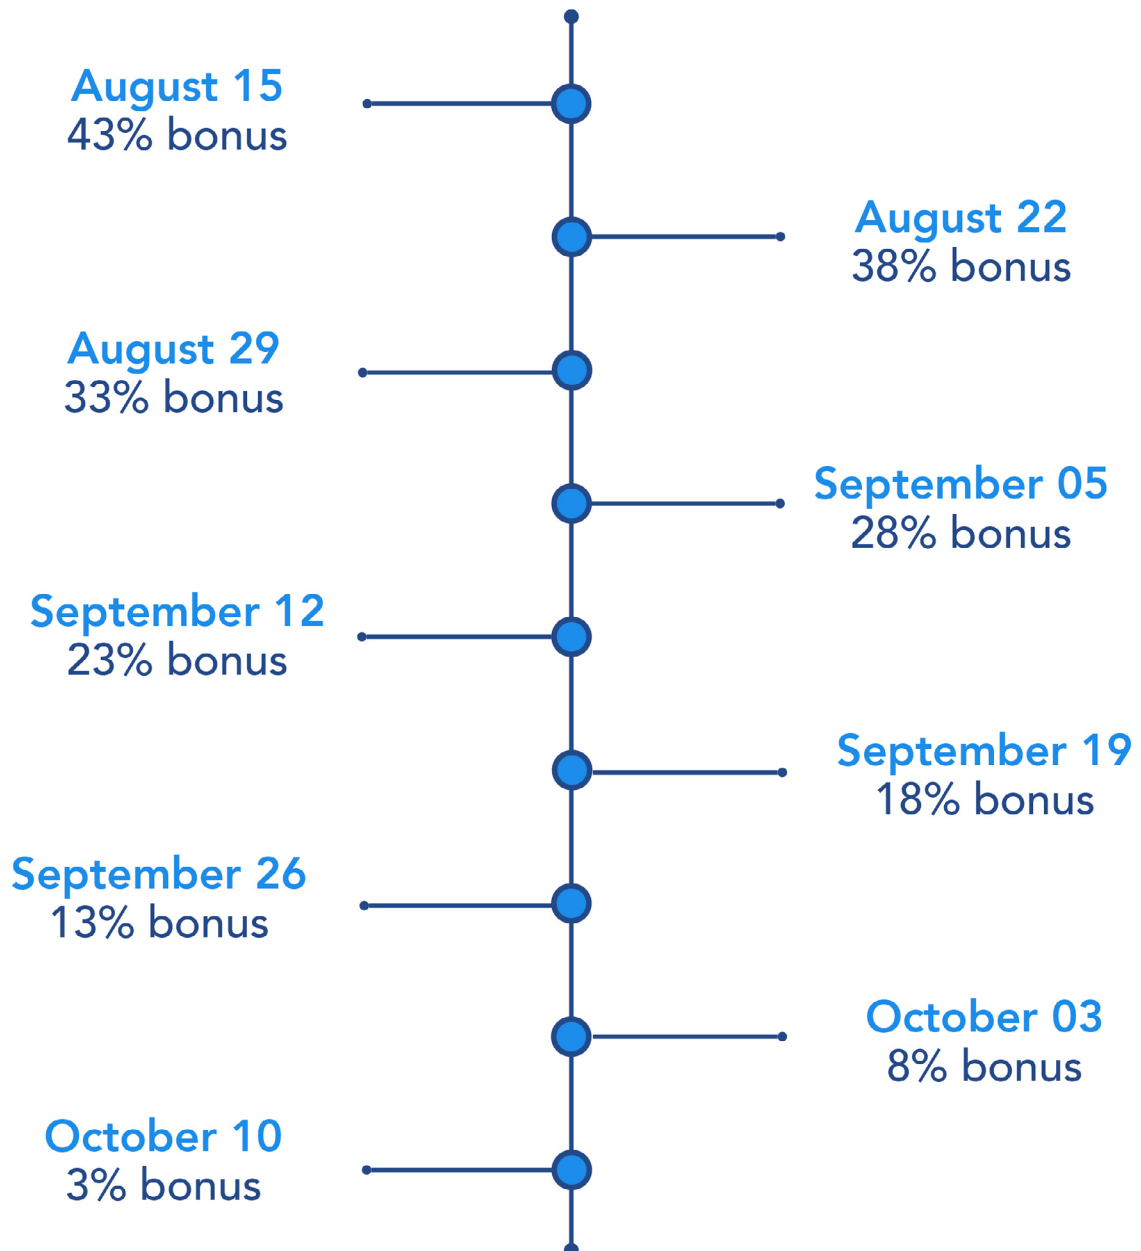 August 15
43% bonus
August 22
38% bonus
August 29
33% bonus
September 05
28% bonus
September 12
23% bonus
September 19
18% bonus
September 26
13% bonus
October 03
8% bonus
October 10
3% bonus